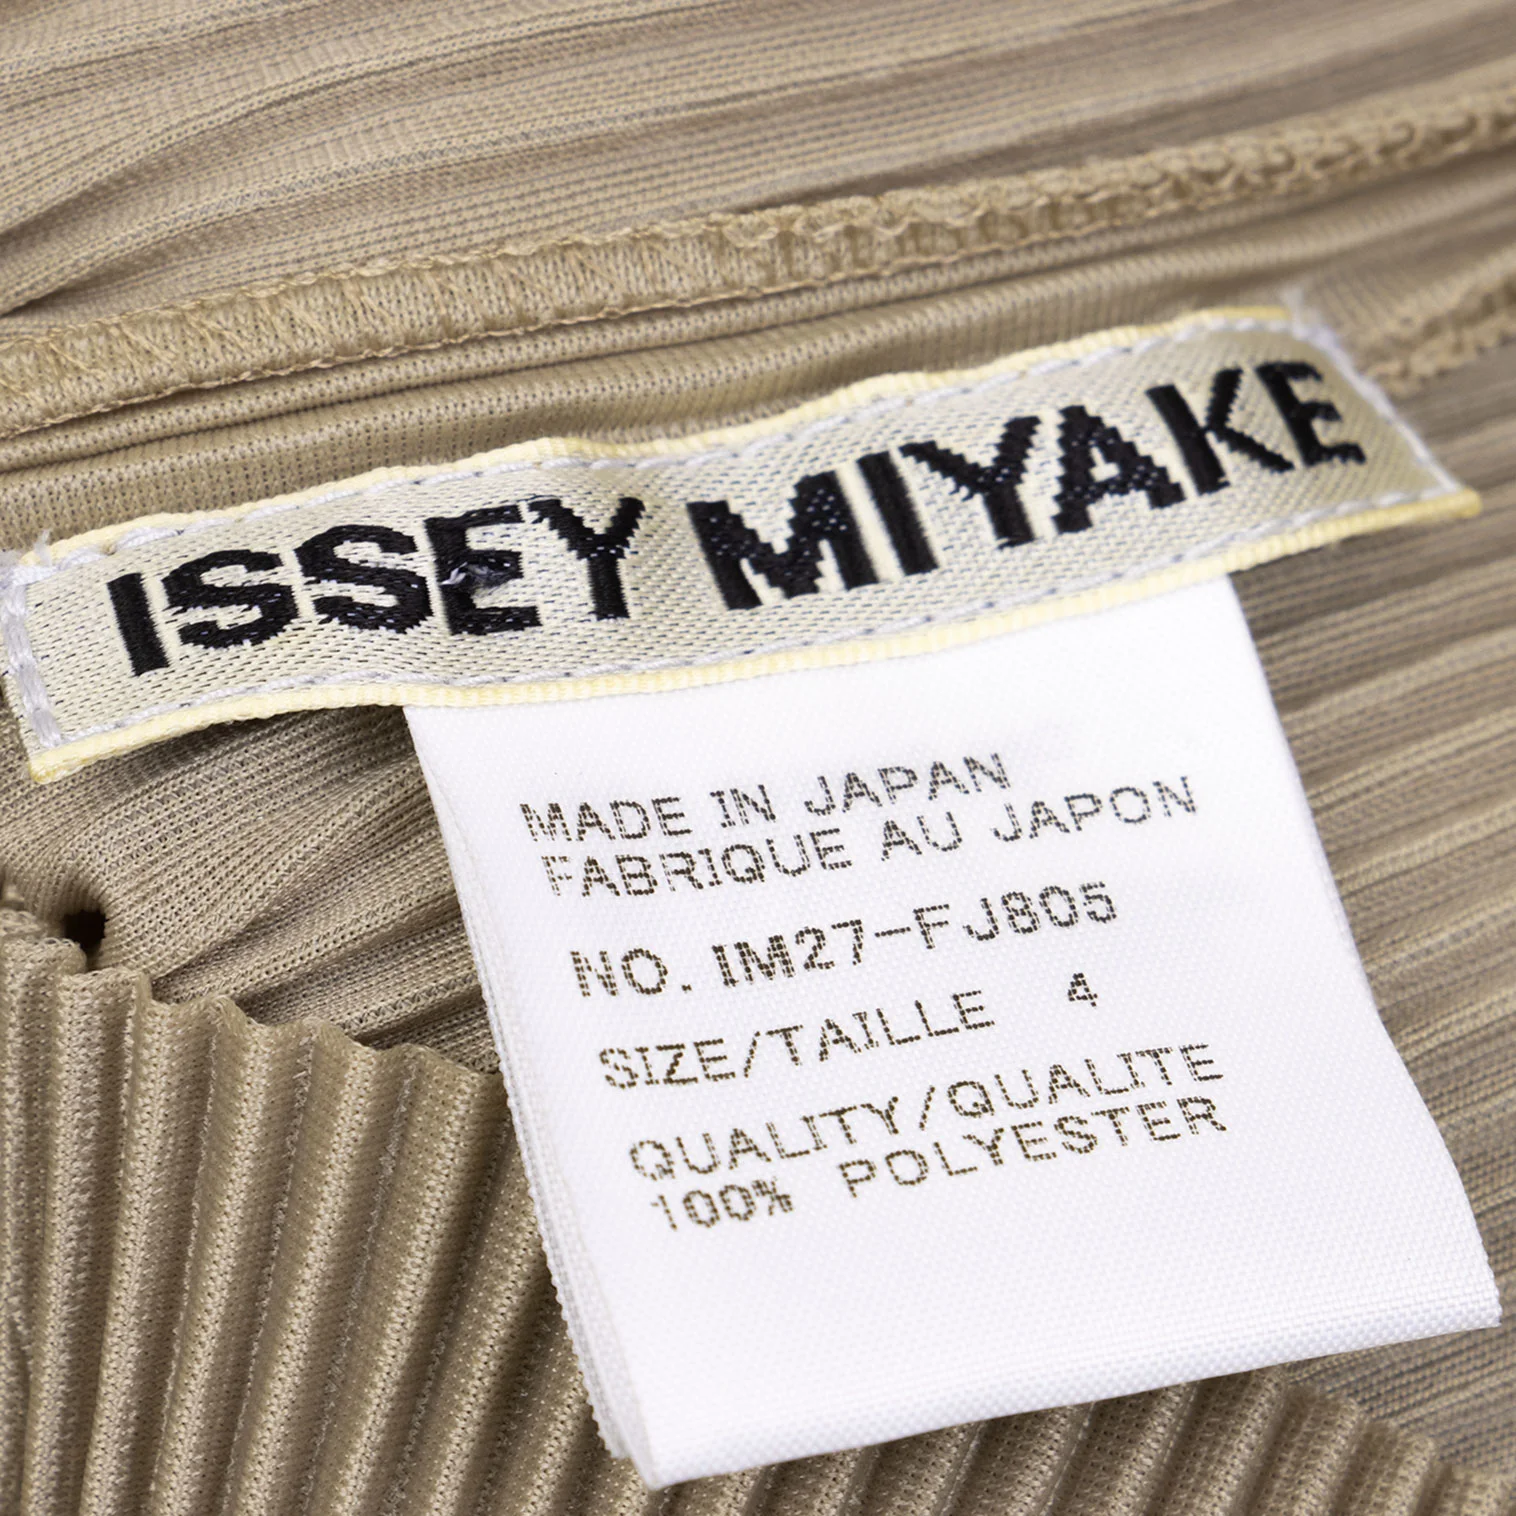 ISSEY MIYAKE
MADE IN JAPAN
FABRIQUE AU JAPON
NO. IM27-FJ805
SIZE/TAILLE 4
QUALITY/QUALITE
100% POLYESTER